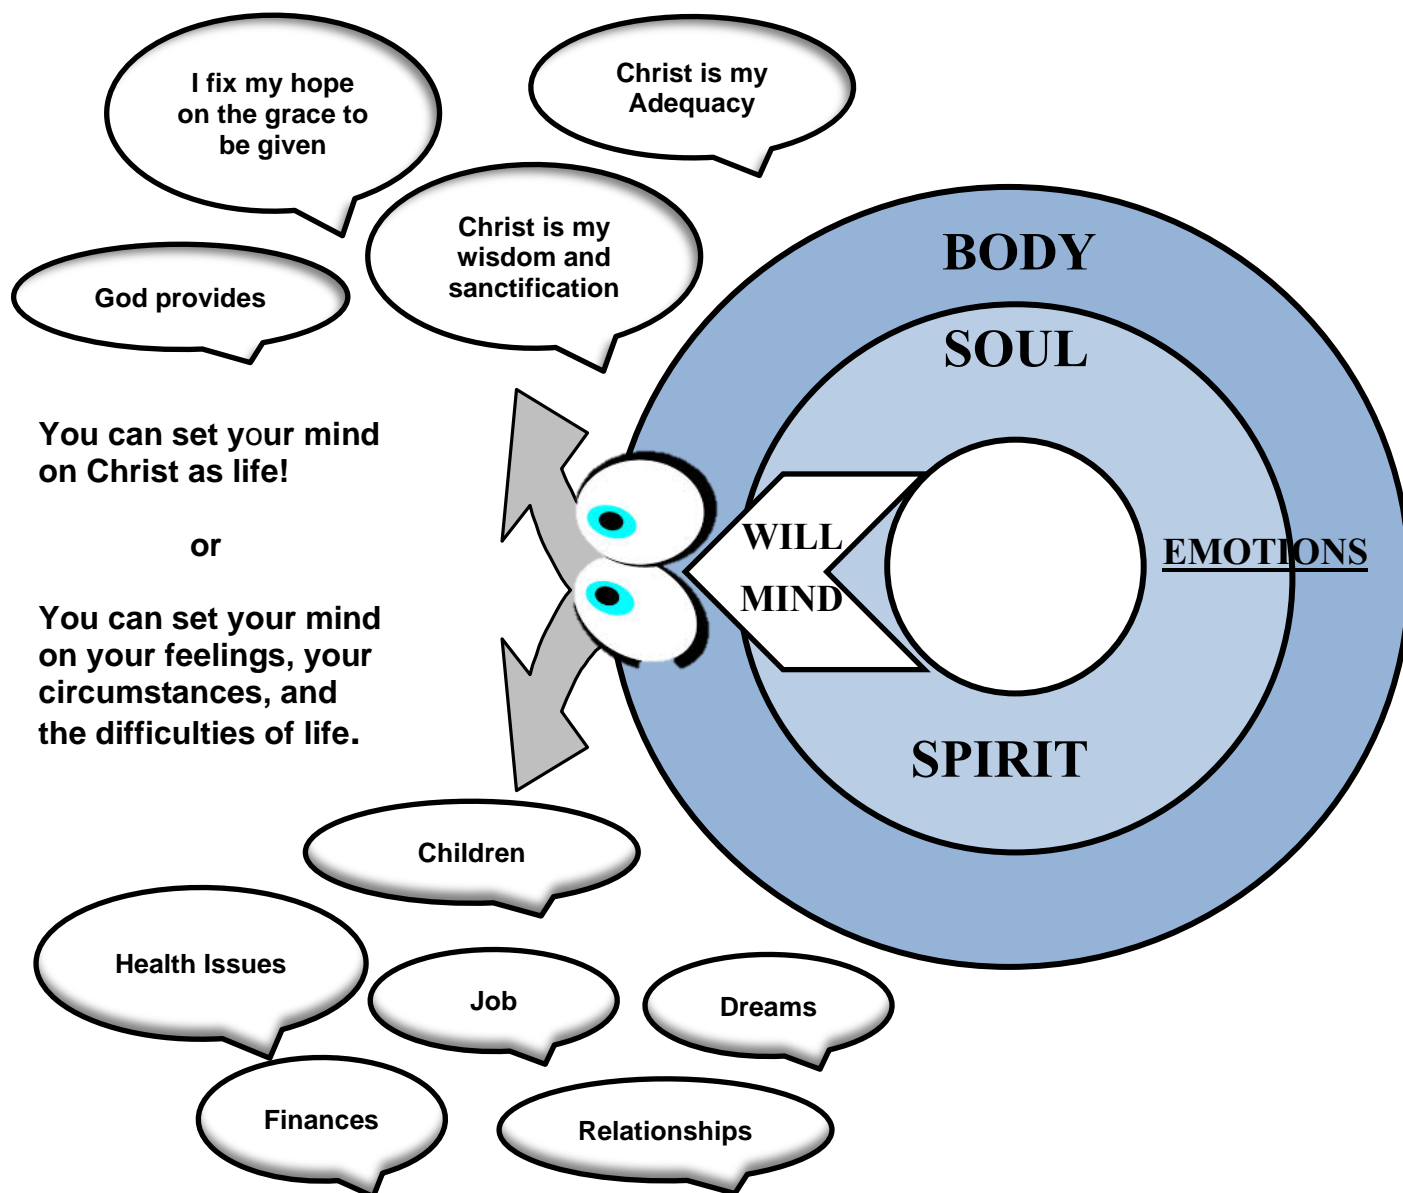 I fix my hope
on the grace to
be given
Christ is my
Adequacy
Christ is my
wisdom and
sanctification
God provides
BODY
SOUL
You can set your mind
on Christ as life!
or
You can set your mind
on your feelings, your
circumstances, and
the difficulties of life.
WILL
MIND
EMOTIONS
SPIRIT
Children
Health Issues
Job
Dreams
Finances
Relationships